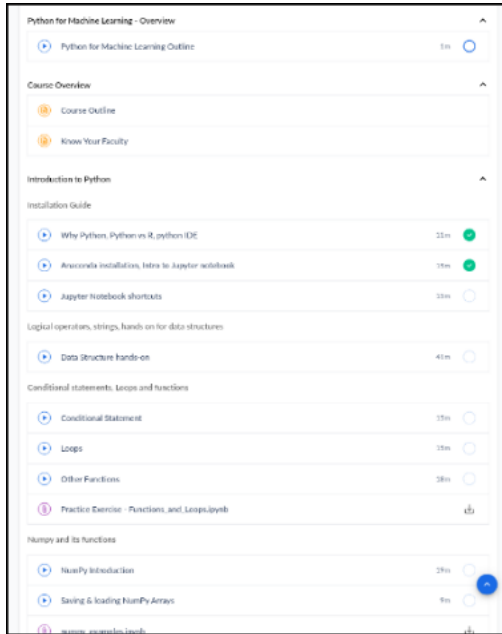 Python for Machine Learning - Overview
Python for Machine Learning Outline 1m
Course Overview
Course Outline
Know Your Faculty
Introduction to Python
Installation Guide
Why Python, Python vs R, python IDE 11m
Anaconda installation, Intro to Jupyter notebook 15m
Jupyter Notebook shortcuts
Logical operators, strings, hands on for data structures
Data Structure hands-on 41m
Conditional statements, Loops and functions
Conditional Statement 15m
Loops 15m
Other Functions 18m
Practice Exercise - Functions_and_Loops.ipynb
Numpy and its functions
NumPy Introduction 19m
Saving & loading NumPy Arrays 9m
numpy_examples.ipynb